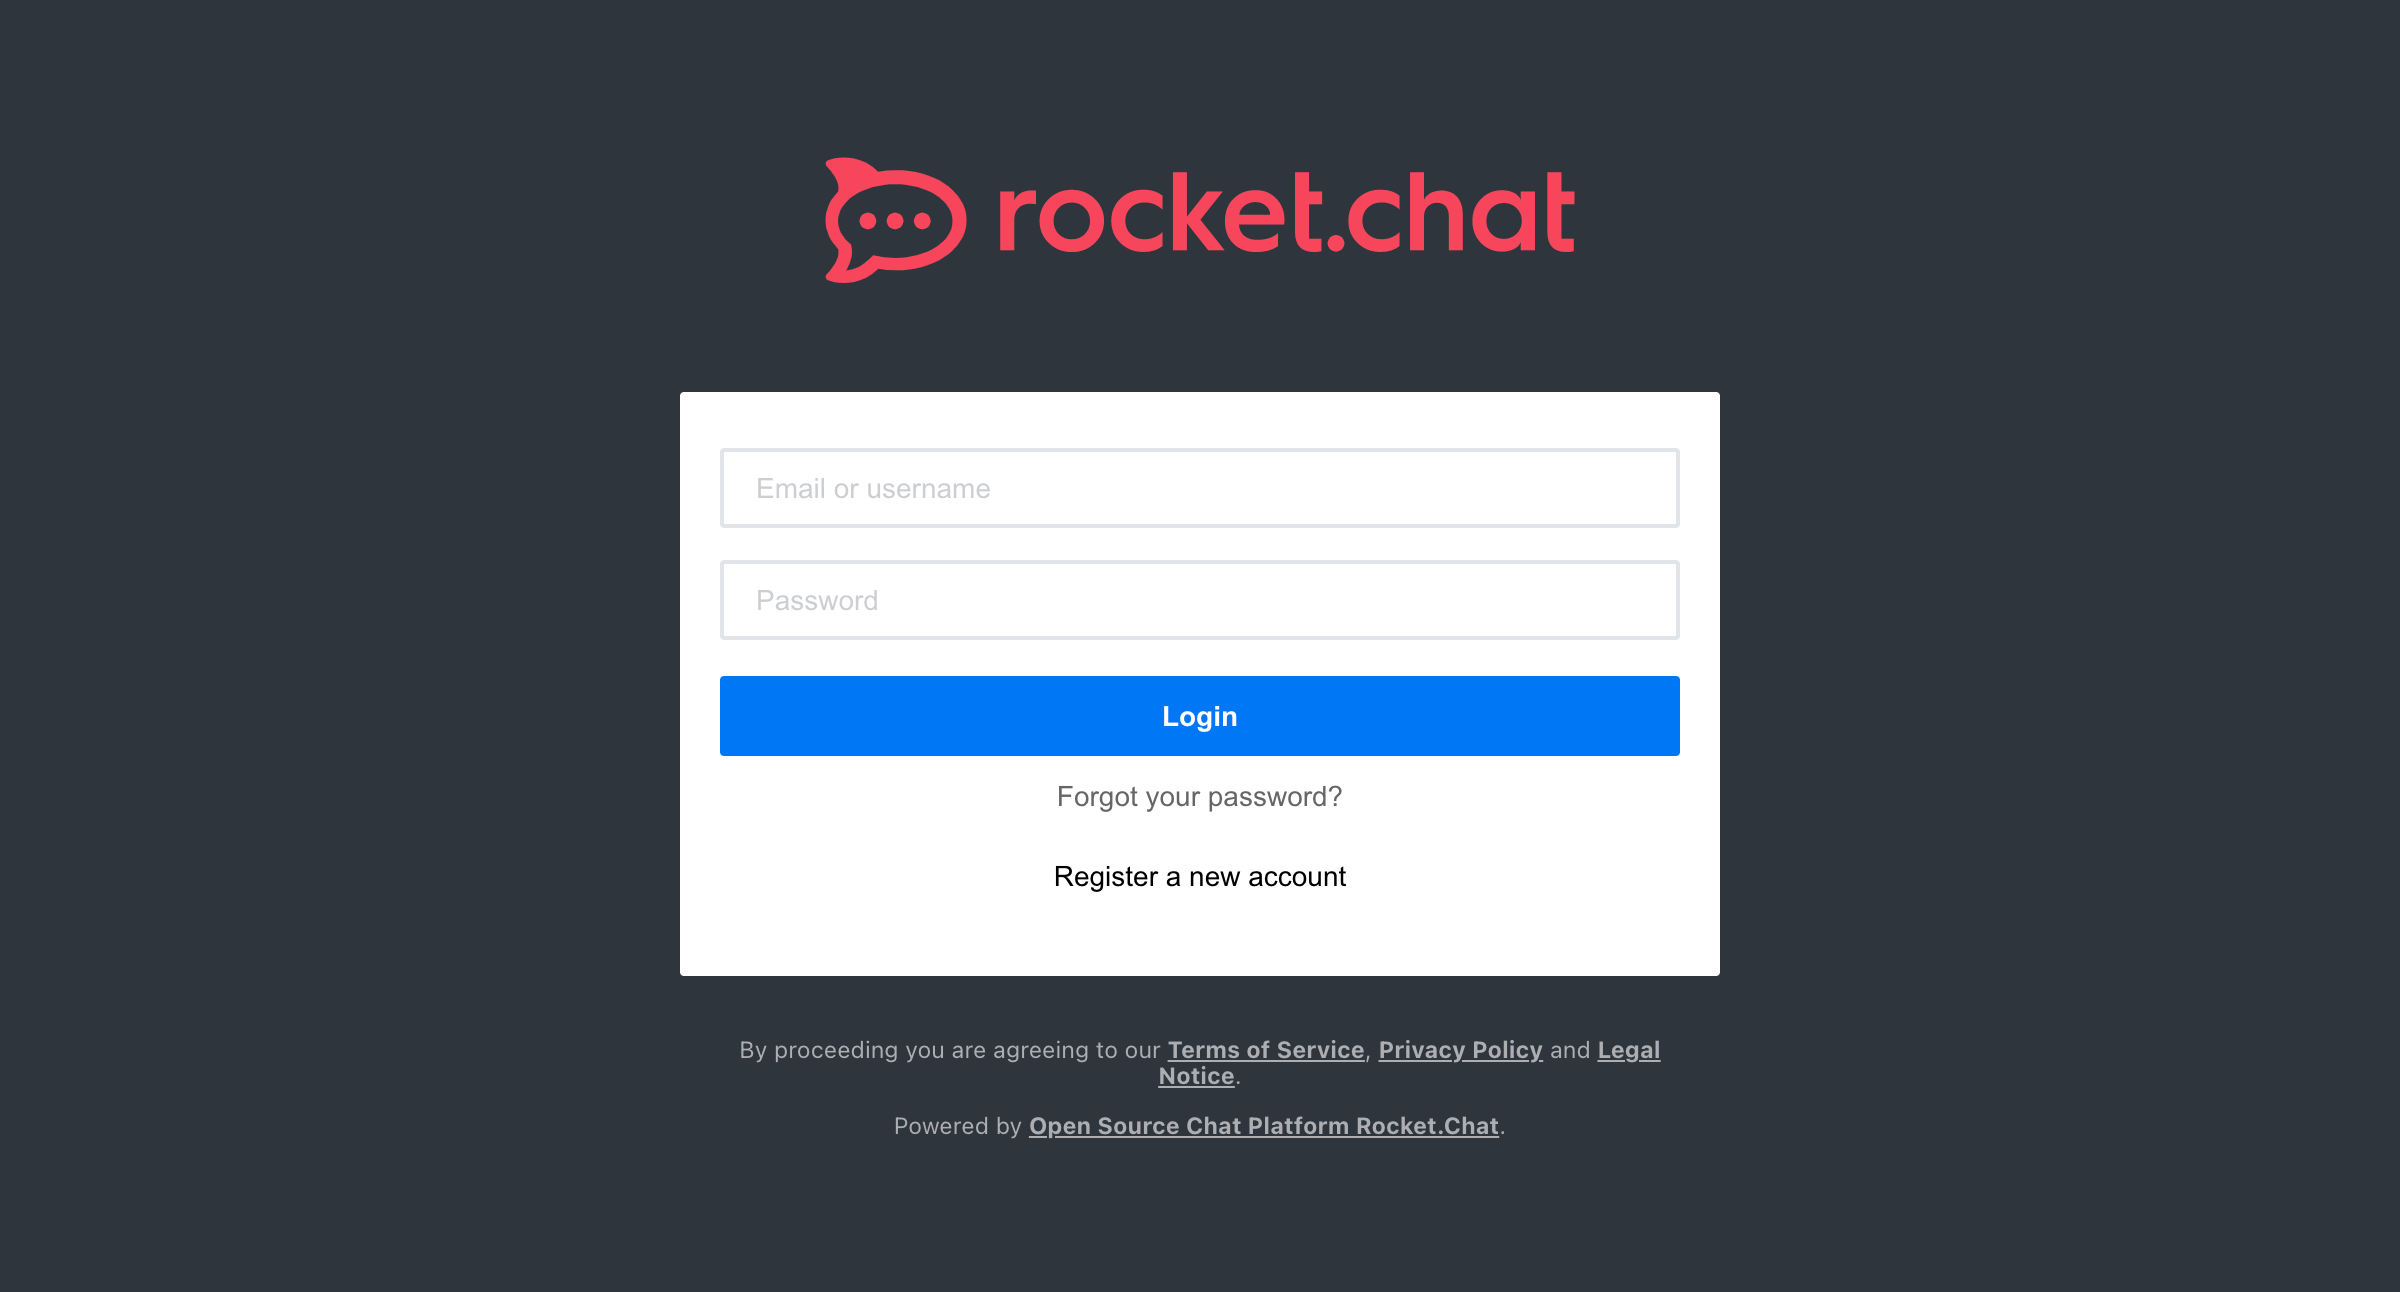 rocket.chat
Email or username
Password
Login
Forgot your password?
Register a new account
By proceeding you are agreeing to our Terms of Service, Privacy Policy and Legal
Notice.
Powered by Open Source Chat Platform Rocket.Chat.